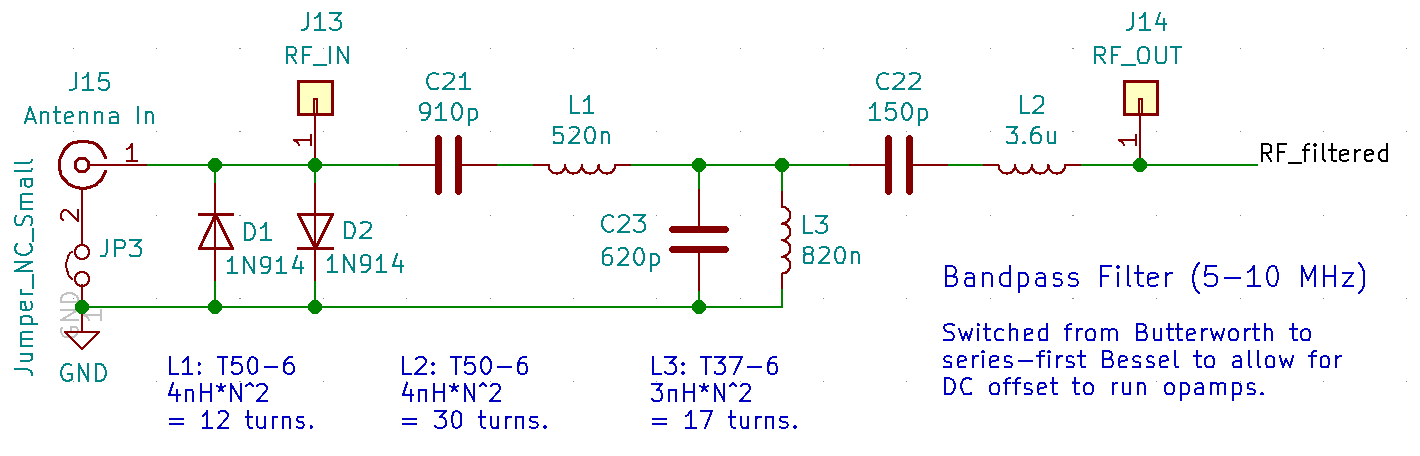 J15
Antenna In
1
2
JP3
Jumper_NC_Small
GND
1
GND
J13
RF_IN
1
D1
1N914
D2
1N914
C21
910p
L1
520n
C23
620p
L3
820n
C22
150p
L2
3.6u
J14
RF_OUT
1
RF_filtered
Bandpass Filter (5-10 MHz)
Switched from Butterworth to
series-first Bessel to allow for
DC offset to run opamps.
L1: T50-6
4nH*N^2
= 12 turns.
L2: T50-6
4nH*N^2
= 30 turns.
L3: T37-6
3nH*N^2
= 17 turns.